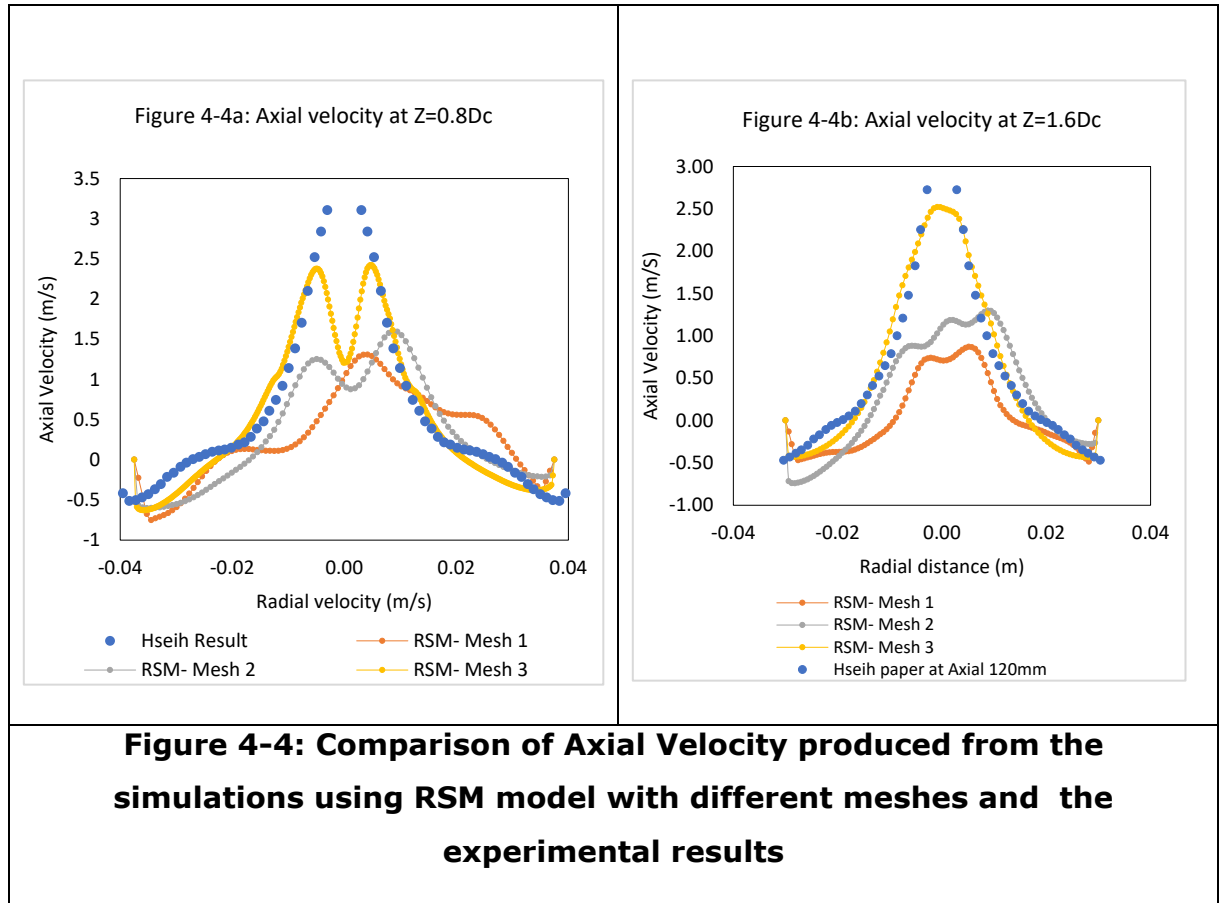 Figure 4-4a: Axial velocity at Z=0.8Dc
Axial Velocity (m/s)
3.5
3
2.5
2
1.5
1
0.5
0
-0.5
-1
-0.04
-0.02
0.00
0.02
0.04
Radial velocity (m/s)
Hseih Result
RSM- Mesh 1
RSM- Mesh 2
RSM- Mesh 3
Figure 4-4b: Axial velocity at Z=1.6Dc
Axial Velocity (m/S)
3.00
2.50
2.00
1.50
1.00
0.50
0.00
-0.50
-1.00
-0.04
-0.02
0.00
0.02
0.04
Radial distance (m)
RSM- Mesh 1
RSM- Mesh 2
RSM- Mesh 3
Hseih paper at Axial 120mm
Figure 4-4: Comparison of Axial Velocity produced from the
simulations using RSM model with different meshes and the
experimental results